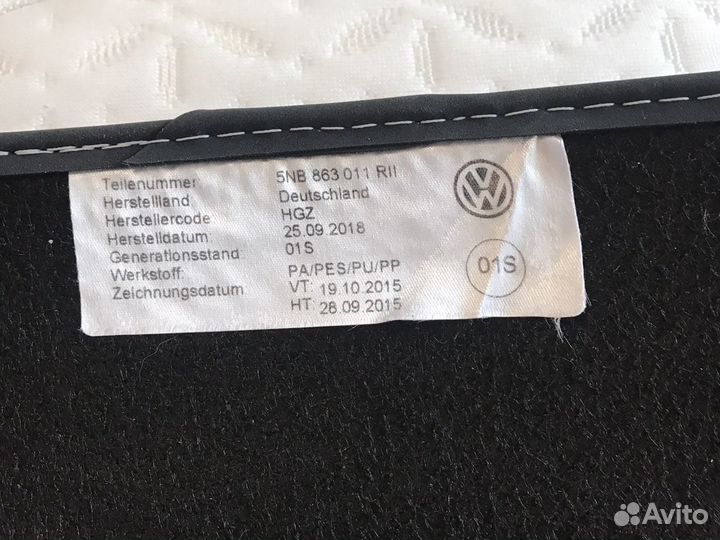 Teilenummer 5NB 863 011 RII
Herstellland Deutschland
Herstellercode HGZ
Herstelldatum: 25.09.2018
Generationsstand: 01S
Werkstoff: PA/PES/PU/PP
Zeichnungsdatum VT: 19.10.2015
HT: 28.09.2015
VW
01S
Avito